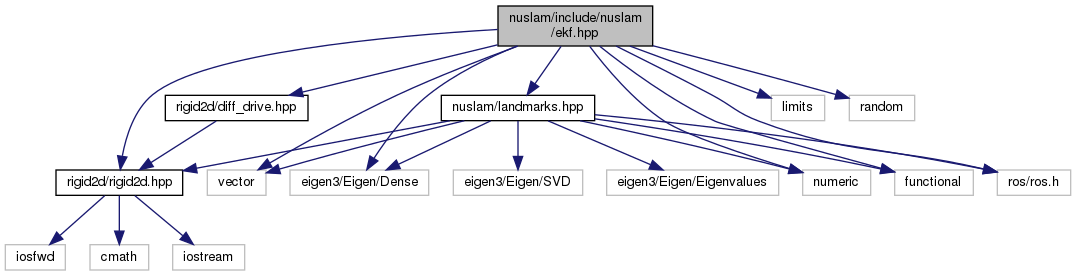 nuslam/include/nuslam
/ekf.hpp
rigid2d/diff_drive.hpp
nuslam/landmarks.hpp
limits
random
rigid2d/rigid2d.hpp
vector
eigen3/Eigen/Dense
eigen3/Eigen/SVD
eigen3/Eigen/Eigenvalues
numeric
functional
ros/ros.h
iosfwd
cmath
iostream